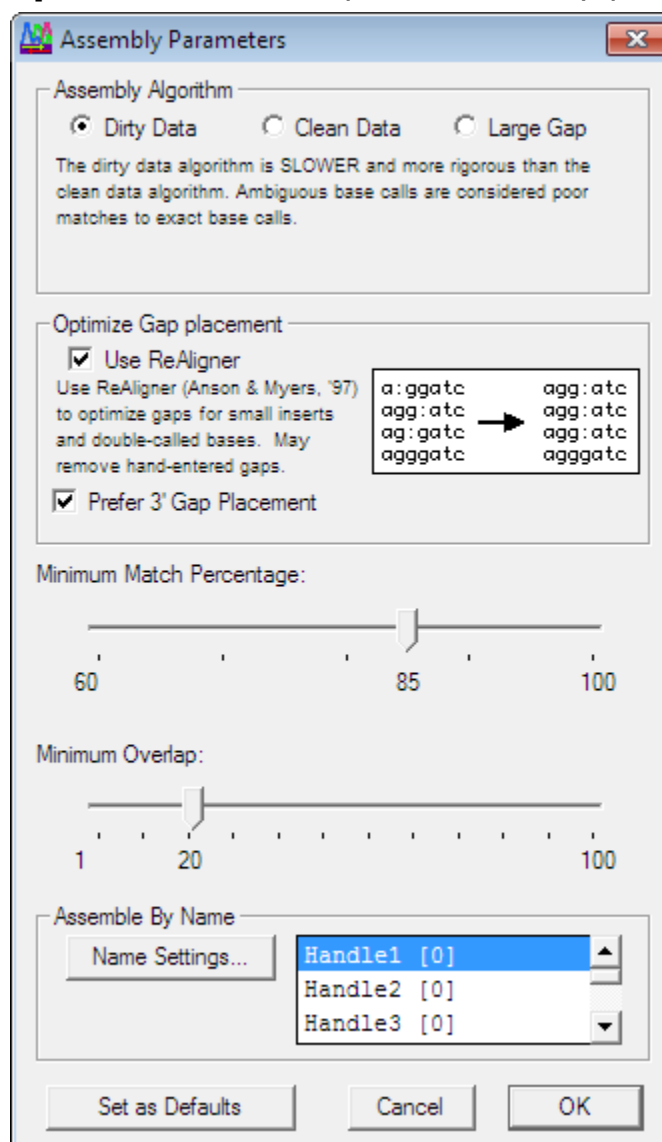 Assembly Parameters
Assembly Algorithm
Dirty Data Clean Data Large Gap
The dirty data algorithm is SLOWER and more rigorous than the
clean data algorithm. Ambiguous base calls are considered poor
matches to exact base calls.
Optimize Gap placement
Use ReAligner
Use ReAligner (Anson & Myers, '97)
to optimize gaps for small inserts
and double-called bases. May
remove hand-entered gaps.
a:ggatc agg:atc
agg:atc agg:atc
ag:gatc agg:atc
agggatc agggatc
Prefer 3' Gap Placement
Minimum Match Percentage:
60 85 100
Minimum Overlap:
1 20 100
Assemble By Name
Name Settings...
Handle1 [0]
Handle2 [0]
Handle3 [0]
Set as Defaults Cancel OK